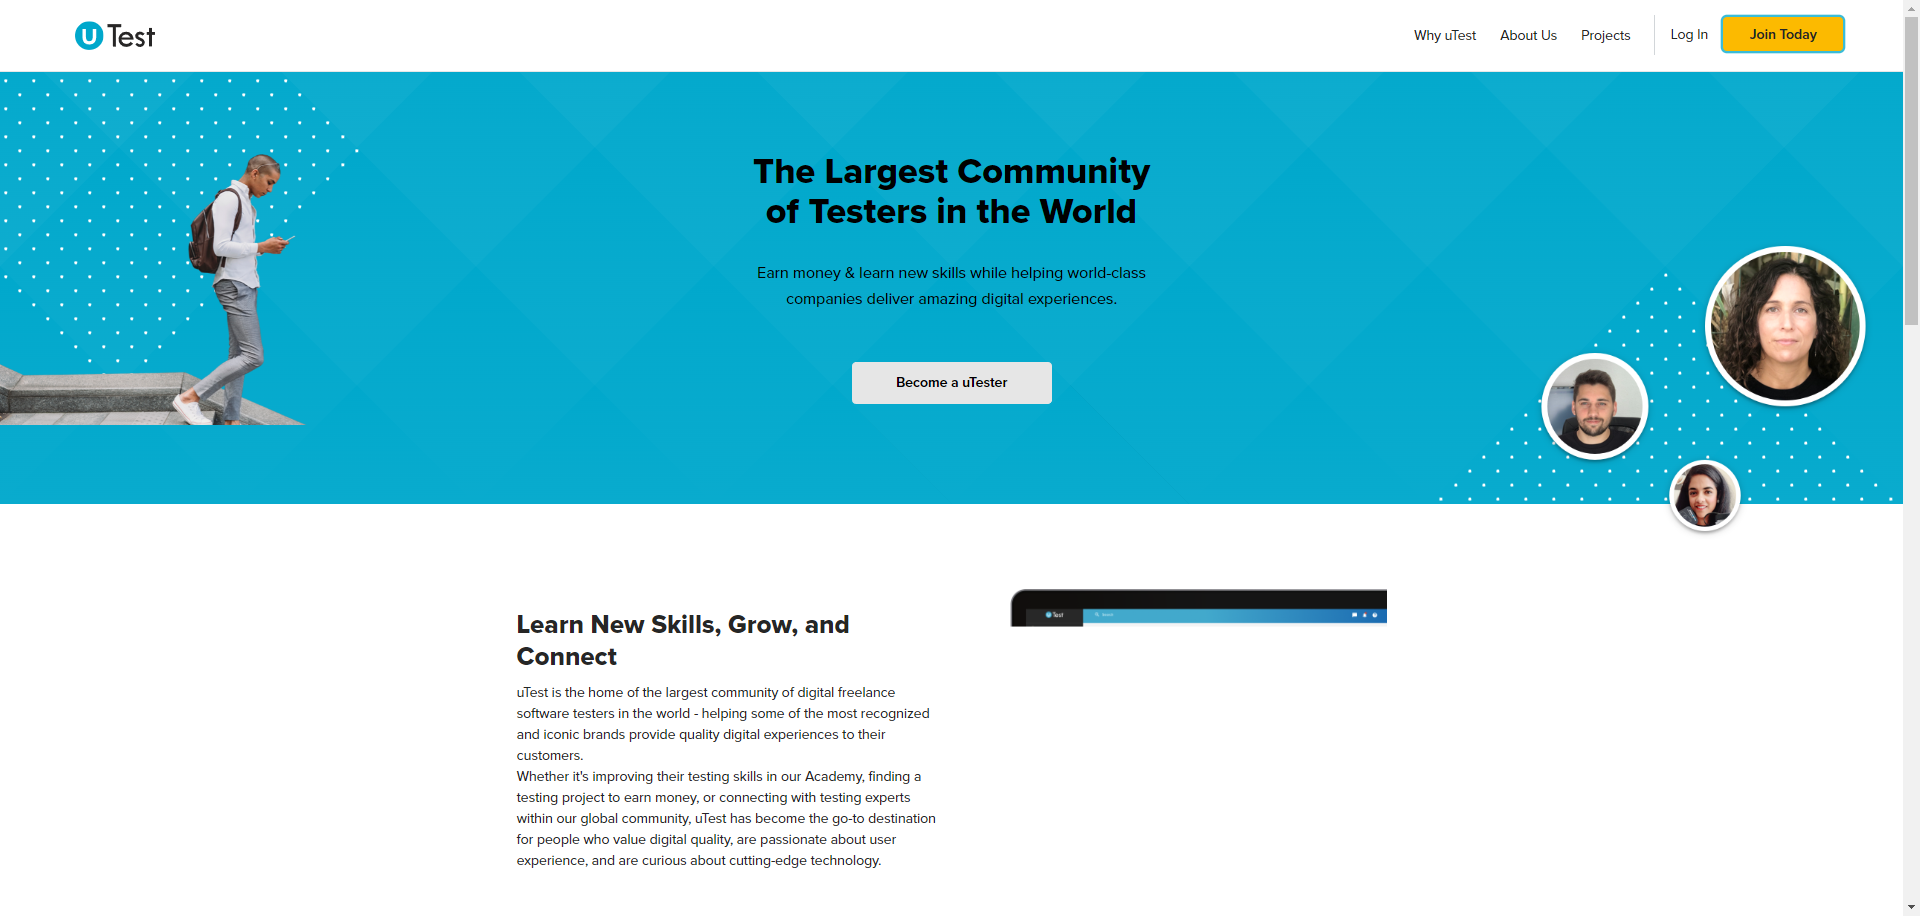 uTest
Why uTest
About Us
Projects
Log In
Join Today
The Largest Community
of Testers in the World
Earn money & learn new skills while helping world-class
companies deliver amazing digital experiences.
Become a uTester
Learn New Skills, Grow, and
Connect
uTest is the home of the largest community of digital freelance
software testers in the world - helping some of the most recognized
and iconic brands provide quality digital experiences to their
customers.
Whether it's improving their testing skills in our Academy, finding a
testing project to earn money, or connecting with testing experts
within our global community, uTest has become the go-to destination
for people who value digital quality, are passionate about user
experience, and are curious about cutting-edge technology.
uTest